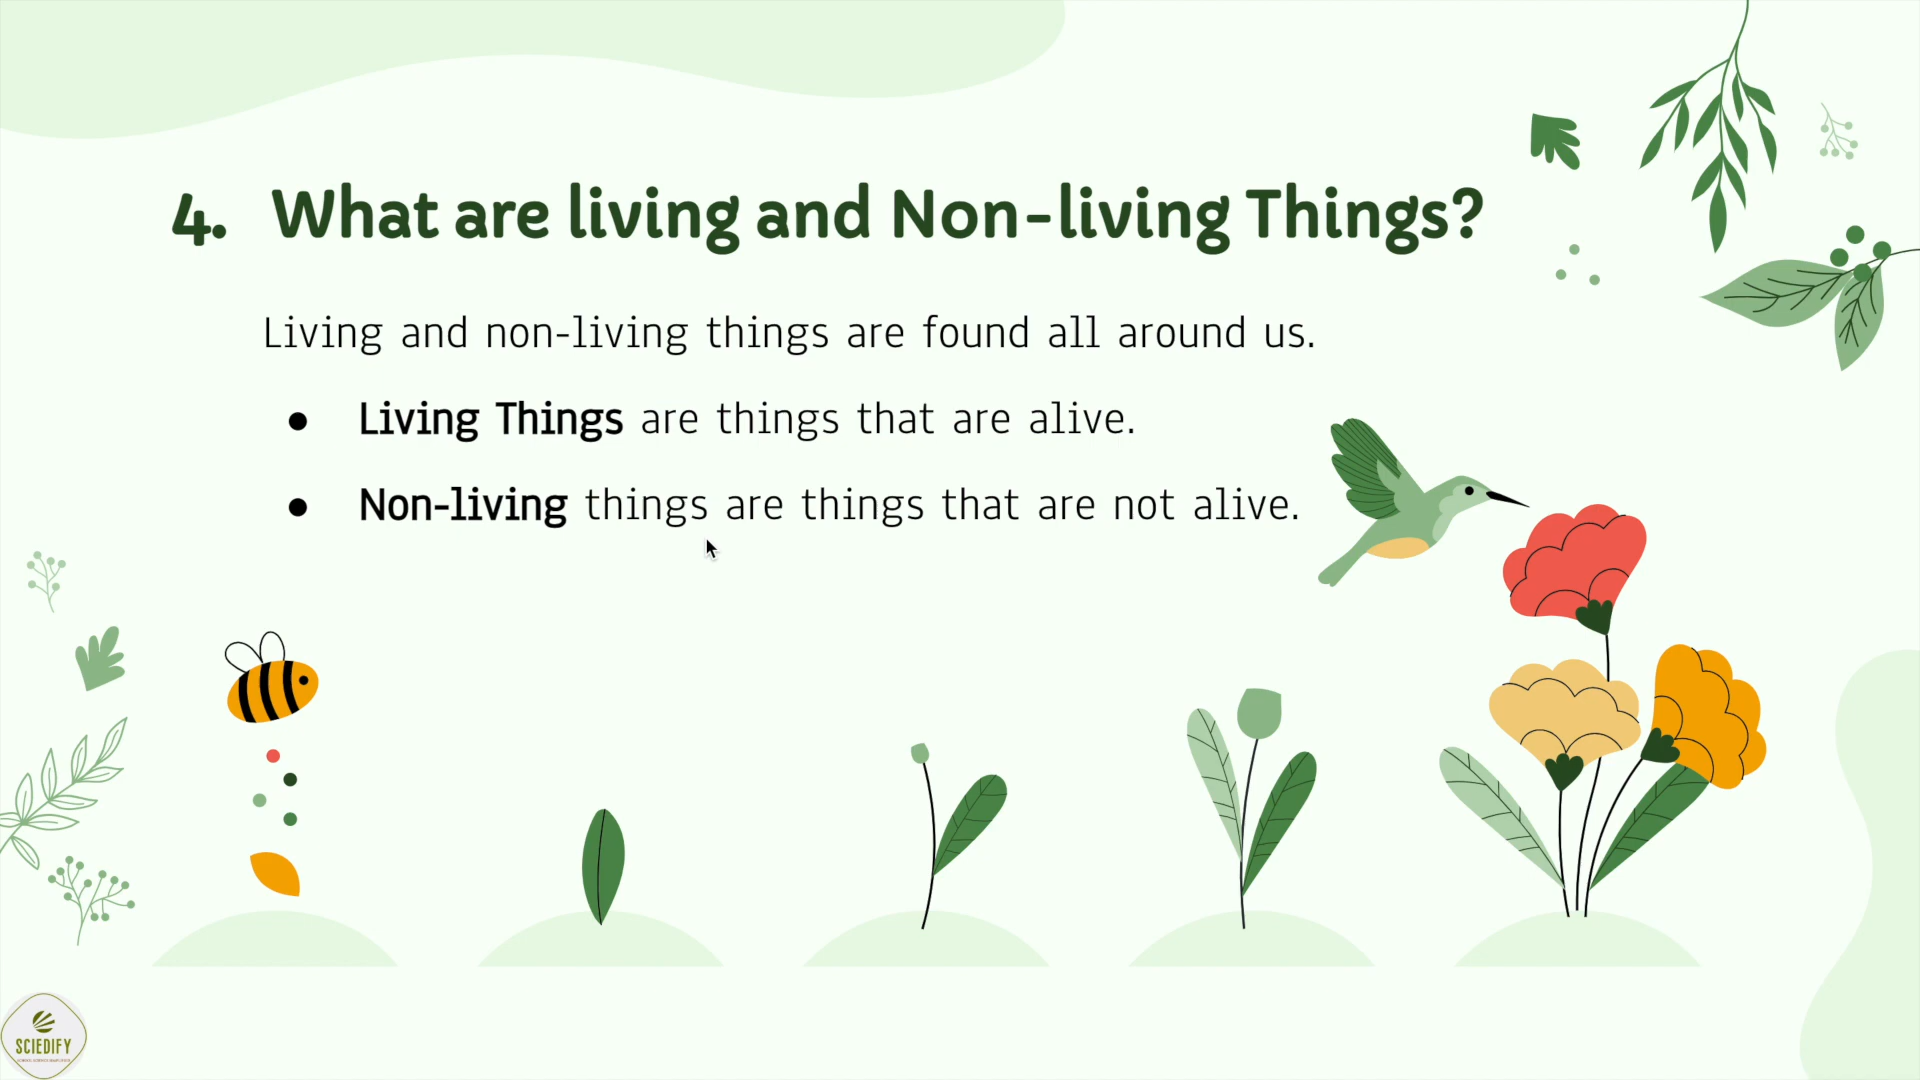 4. What are living and Non-living Things?
Living and non-living things are found all around us.
● Living Things are things that are alive.
● Non-living things are things that are not alive.
SCIEDIFY